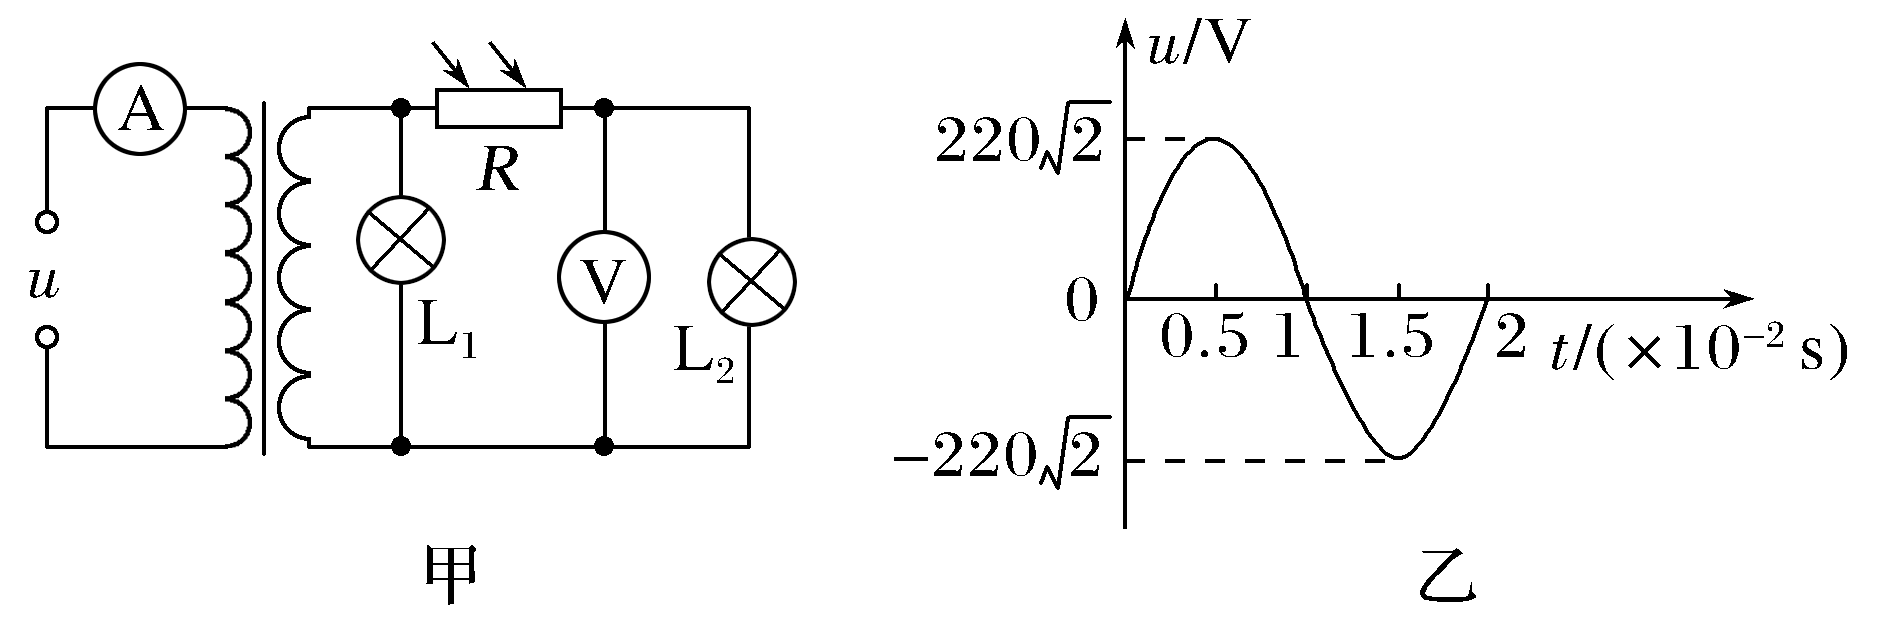 A
R
u
L₁
V
L₂
甲
u/V
220√2
0
0.5 1 1.5 2 t/(×10⁻² s)
−220√2
乙